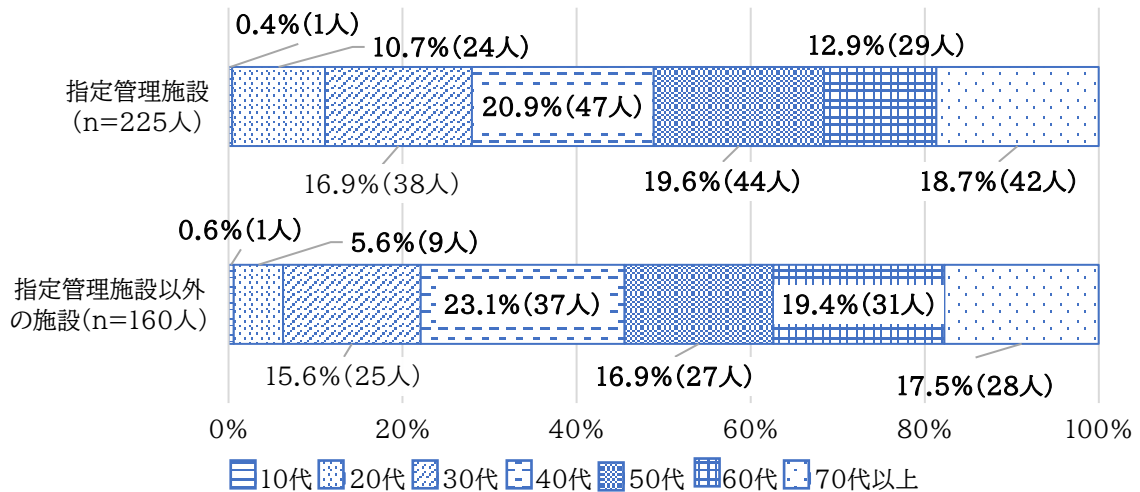 0.4%(1人)
10.7%(24人)
12.9%(29人)
指定管理施設
(n=225人)
20.9%(47人)
16.9%(38人)
19.6%(44人)
18.7%(42人)
0.6%(1人)
5.6%(9人)
指定管理施設以外
の施設(n=160人)
23.1%(37人)
19.4%(31人)
15.6%(25人)
16.9%(27人)
17.5%(28人)
0% 20% 40% 60% 80% 100%
10代 20代 30代 40代 50代 60代 70代以上